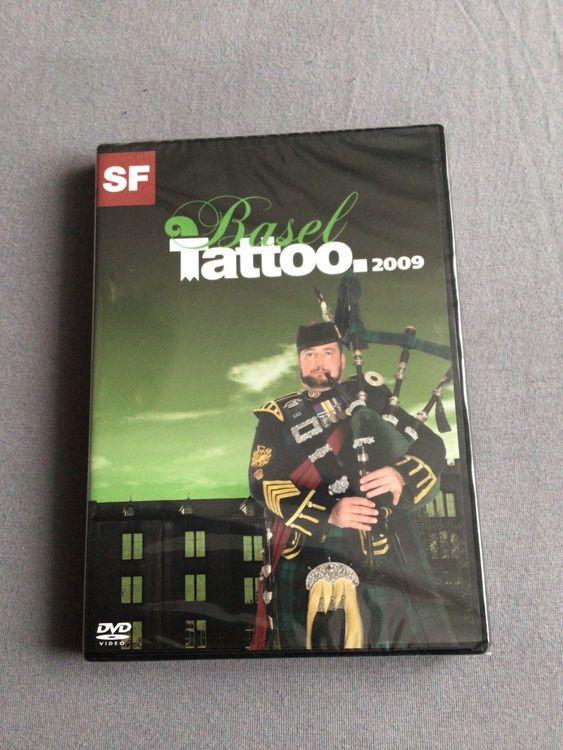 SF
Basel
Tattoo. 2009
DVD
VIDEO